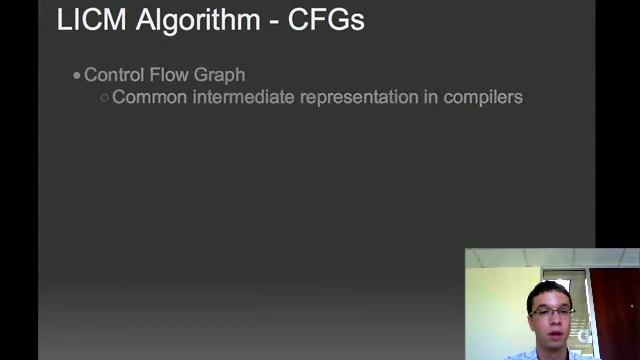 LICM Algorithm - CFGs
Control Flow Graph
Common intermediate representation in compilers